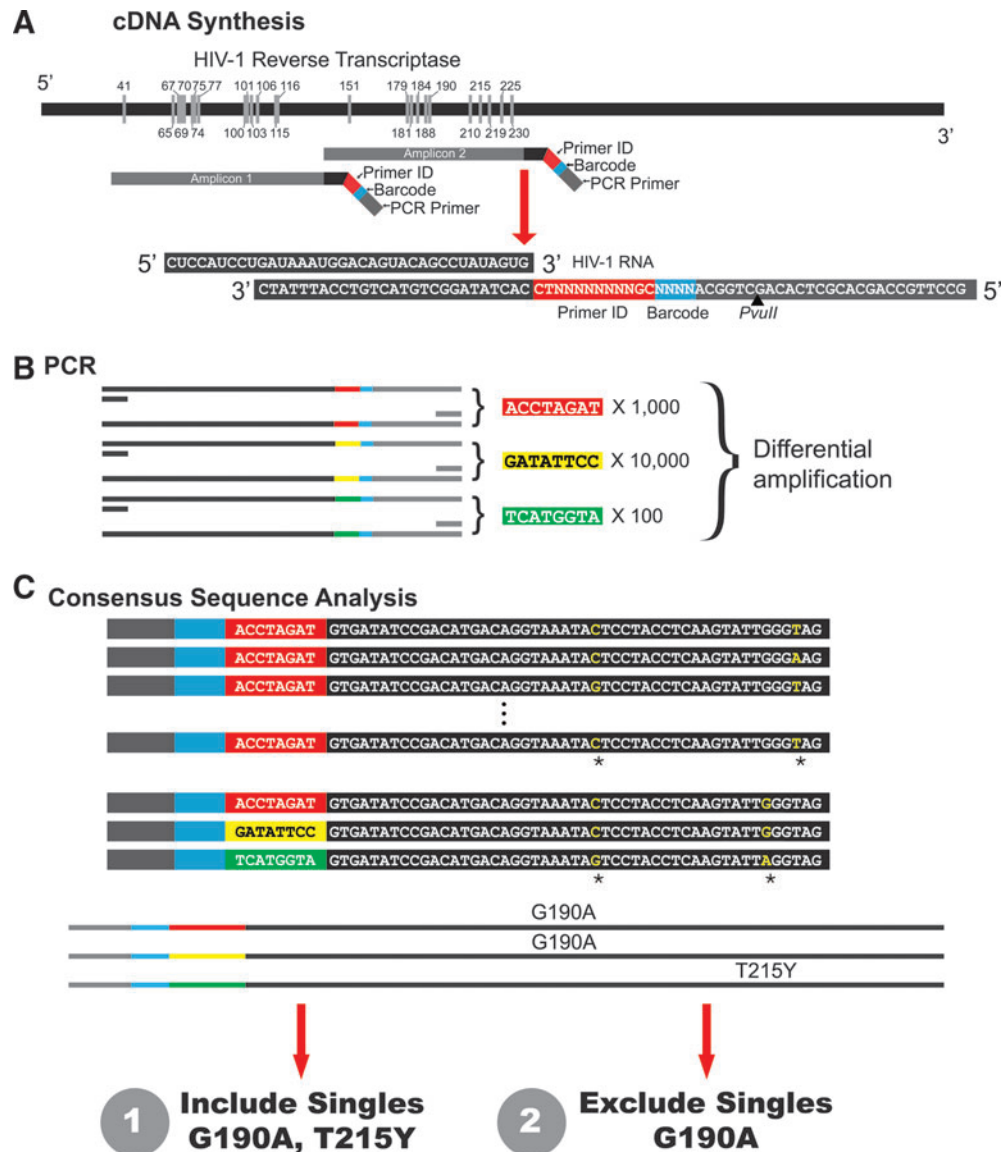 A cDNA Synthesis
HIV-1 Reverse Transcriptase
5’
41 67 70 75 77 101 106 116 151 179 184 190 215 225
65 69 74 100 103 115 181 188 210 219 230
3’
Amplicon 2
Primer ID
Barcode
PCR Primer
Amplicon 1
Primer ID
Barcode
PCR Primer
5’ CUCCAUCCUGAUAAAUGGACAGUACAGCCUAUAGUG 3’ HIV-1 RNA
3’ CTATTTACCTGTCATGTCGGATATCAC CTNNNNNNNNGC NNNN ACGGTCGACACTCGCACGACCGTTCCG 5’
Primer ID Barcode PvuII
B PCR
ACCTAGAT X 1,000
GATATTCC X 10,000
TCATGGTA X 100
Differential
amplification
C Consensus Sequence Analysis
ACCTAGAT GTGATATCCGACATGACAGGTAAATACTCCTACCTCAAGTATTGGGTAG
ACCTAGAT GTGATATCCGACATGACAGGTAAATACTCCTACCTCAAGTATTGGGAAG
ACCTAGAT GTGATATCCGACATGACAGGTAAATAGTCCTACCTCAAGTATTGGGTAG
ACCTAGAT GTGATATCCGACATGACAGGTAAATACTCCTACCTCAAGTATTGGGTAG
* *
ACCTAGAT GTGATATCCGACATGACAGGTAAATACTCCTACCTCAAGTATTGGGTAG
GATATTCC GTGATATCCGACATGACAGGTAAATACTCCTACCTCAAGTATTGGGTAG
TCATGGTA GTGATATCCGACATGACAGGTAAATAGTCCTACCTCAAGTATTAGGTAG
* *
G190A
G190A
T215Y
1 Include Singles
G190A, T215Y
2 Exclude Singles
G190A